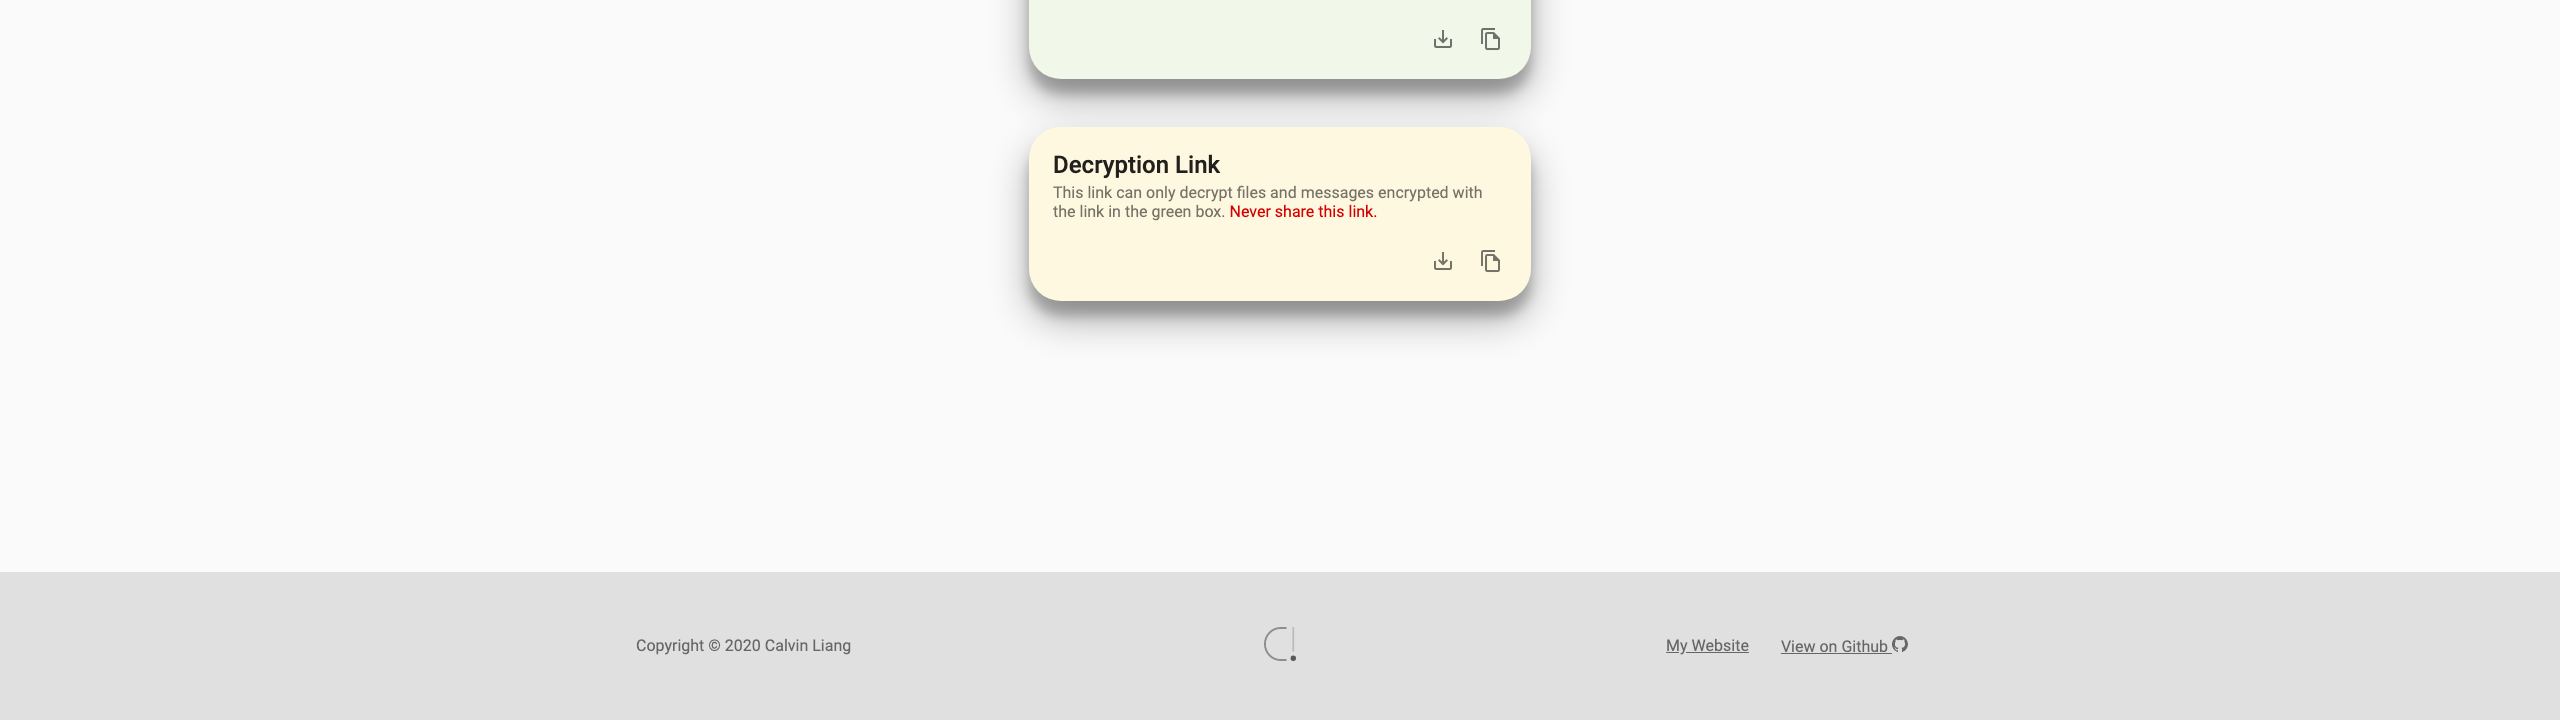 Decryption Link
This link can only decrypt files and messages encrypted with
the link in the green box. Never share this link.
Copyright © 2020 Calvin Liang
My Website
View on Github